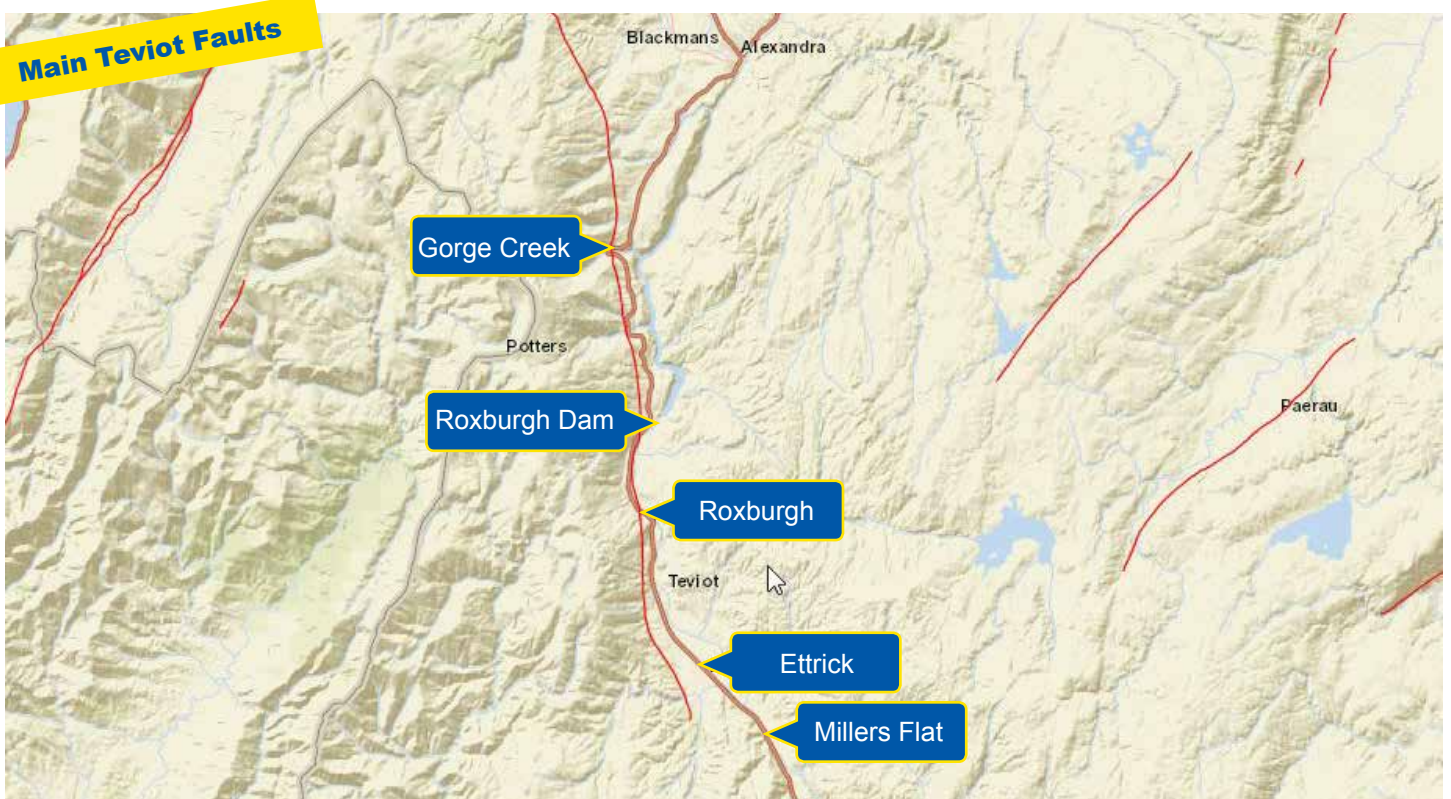 Main Teviot Faults
Blackmans
Alexandra
Gorge Creek
Potters
Roxburgh Dam
Paerau
Roxburgh
Teviot
Ettrick
Millers Flat